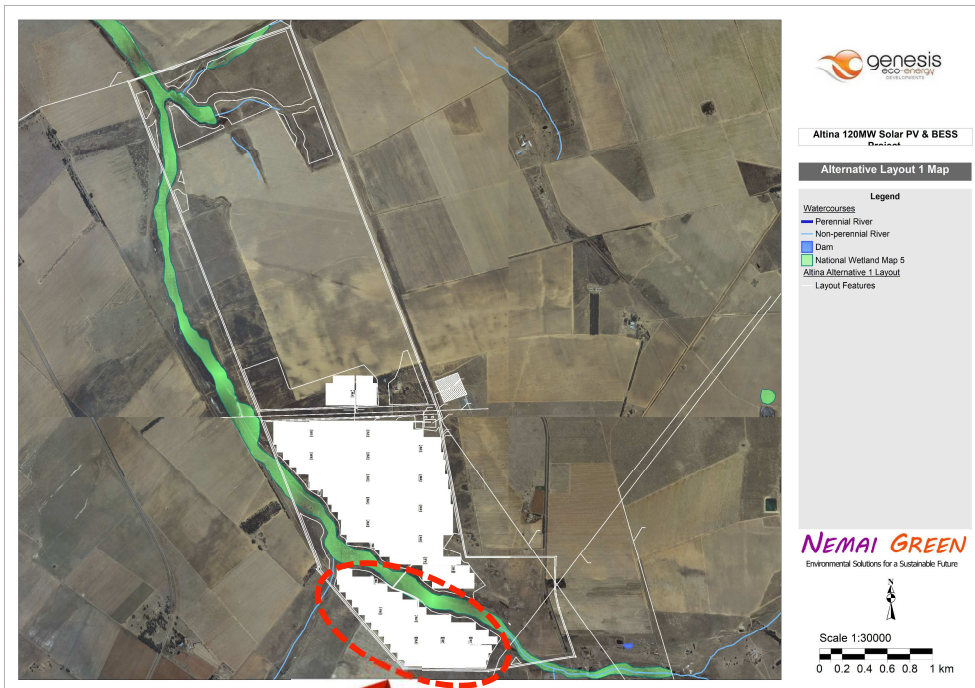 genesis
eco-energy
DEVELOPMENTS
Altina 120MW Solar PV & BESS
Project
Alternative Layout 1 Map
Legend
Watercourses
Perennial River
Non-perennial River
Dam
National Wetland Map 5
Altina Alternative 1 Layout
Layout Features
NEMAI GREEN
Environmental Solutions for a Sustainable Future
N
Scale 1:30000
0 0.2 0.4 0.6 0.8 1 km